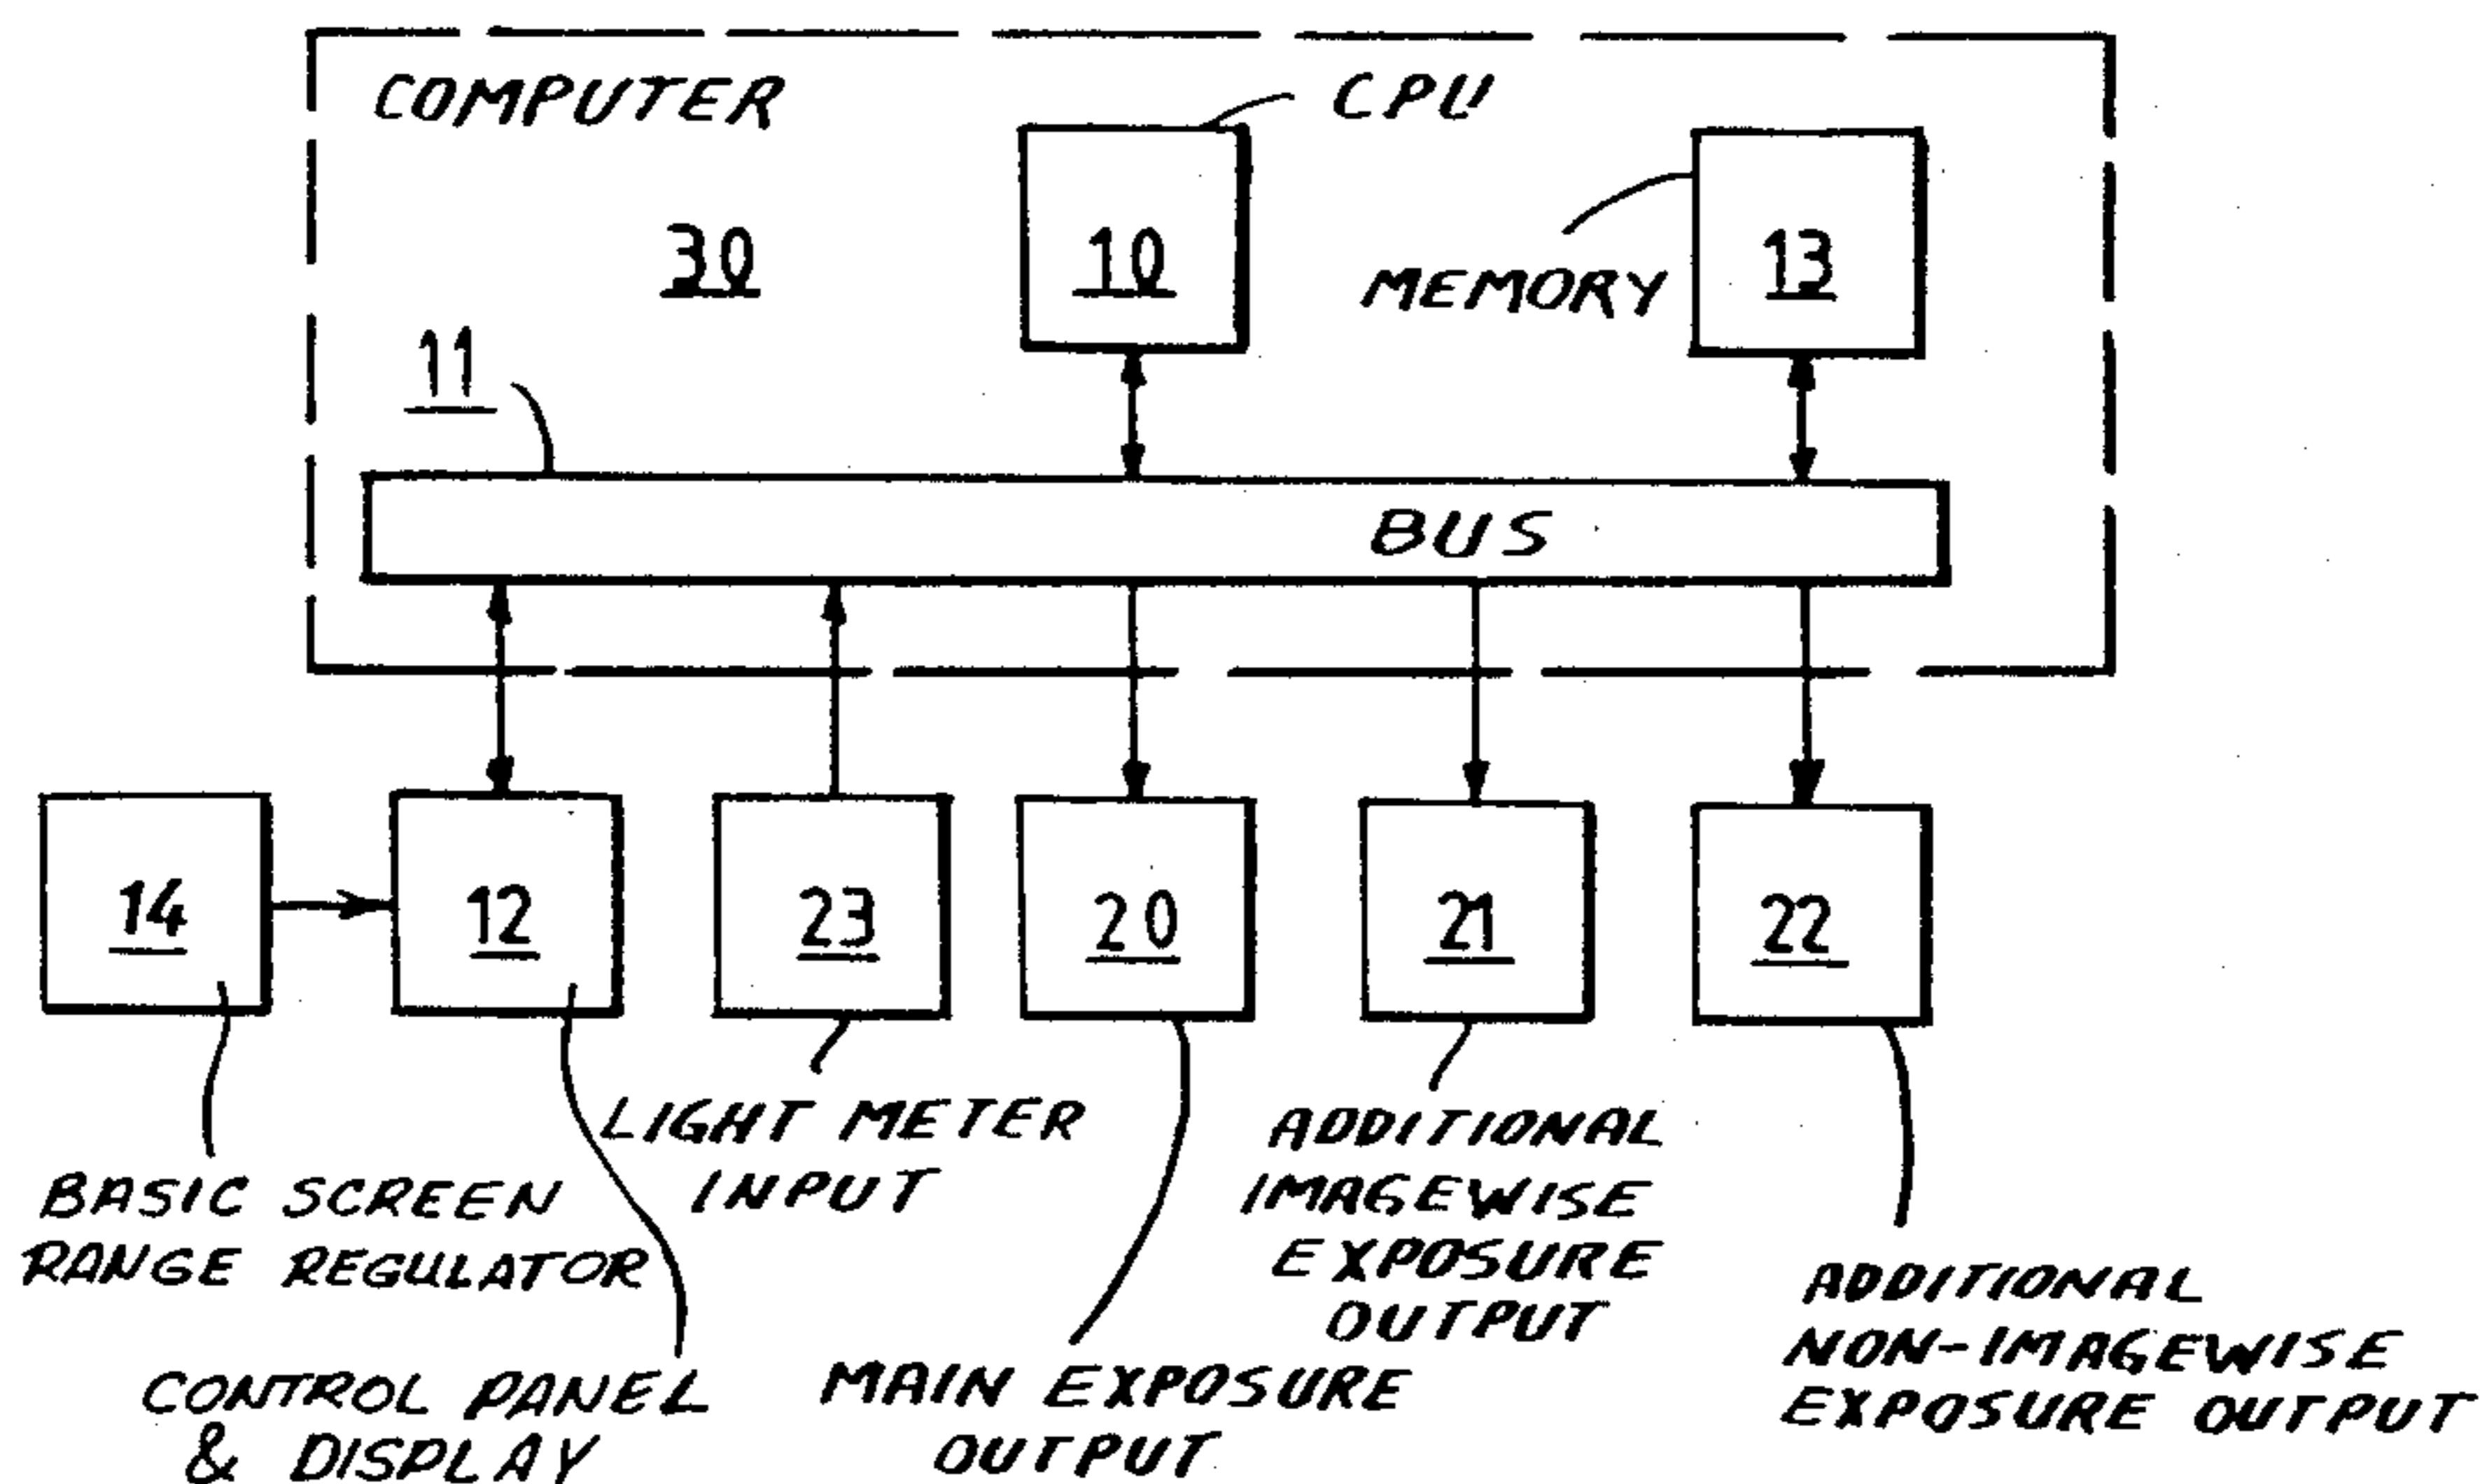 COMPUTER
CPU
30
10
13
MEMORY
11
BUS
14
12
23
20
21
22
LIGHT METER
INPUT
ADDITIONAL
IMAGEWISE
EXPOSURE
OUTPUT
BASIC SCREEN
RANGE REGULATOR
ADDITIONAL
NON-IMAGEWISE
EXPOSURE OUTPUT
CONTROL PANEL
& DISPLAY
MAIN EXPOSURE
OUTPUT